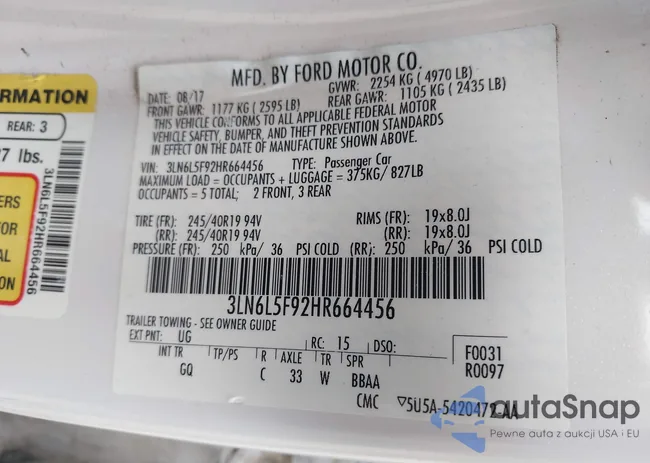 ORMATION
REAR: 3
7 lbs.
ERS
FOR
AL
ON
3LN6L5F92HR664456
MFD. BY FORD MOTOR CO.
DATE: 08/17 GVWR: 2254 KG ( 4970 LB)
FRONT GAWR: 1177 KG ( 2595 LB) REAR GAWR: 1105 KG ( 2435 LB)
THIS VEHICLE CONFORMS TO ALL APPLICABLE FEDERAL MOTOR
VEHICLE SAFETY, BUMPER, AND THEFT PREVENTION STANDARDS
IN EFFECT ON THE DATE OF MANUFACTURE SHOWN ABOVE.
VIN: 3LN6L5F92HR664456 TYPE: Passenger Car
MAXIMUM LOAD = OCCUPANTS + LUGGAGE = 375KG/ 827LB
OCCUPANTS = 5 TOTAL: 2 FRONT, 3 REAR
TIRE (FR): 245/40R19 94V RIMS (FR): 19x8.0J
(RR): 245/40R19 94V (RR): 19x8.0J
PRESSURE (FR): 250 kPa/ 36 PSI COLD (RR): 250 kPa/ 36 PSI COLD
3LN6L5F92HR664456
TRAILER TOWING - SEE OWNER GUIDE
EXT PNT: UG RC: 15 DSO: F0031
INT TR TP/PS R AXLE TR SPR R0097
GQ C 33 W BBAA
CMC ▽5U5A-5420472 AA
autaSnap
Pewne auta z aukcji USA i EU